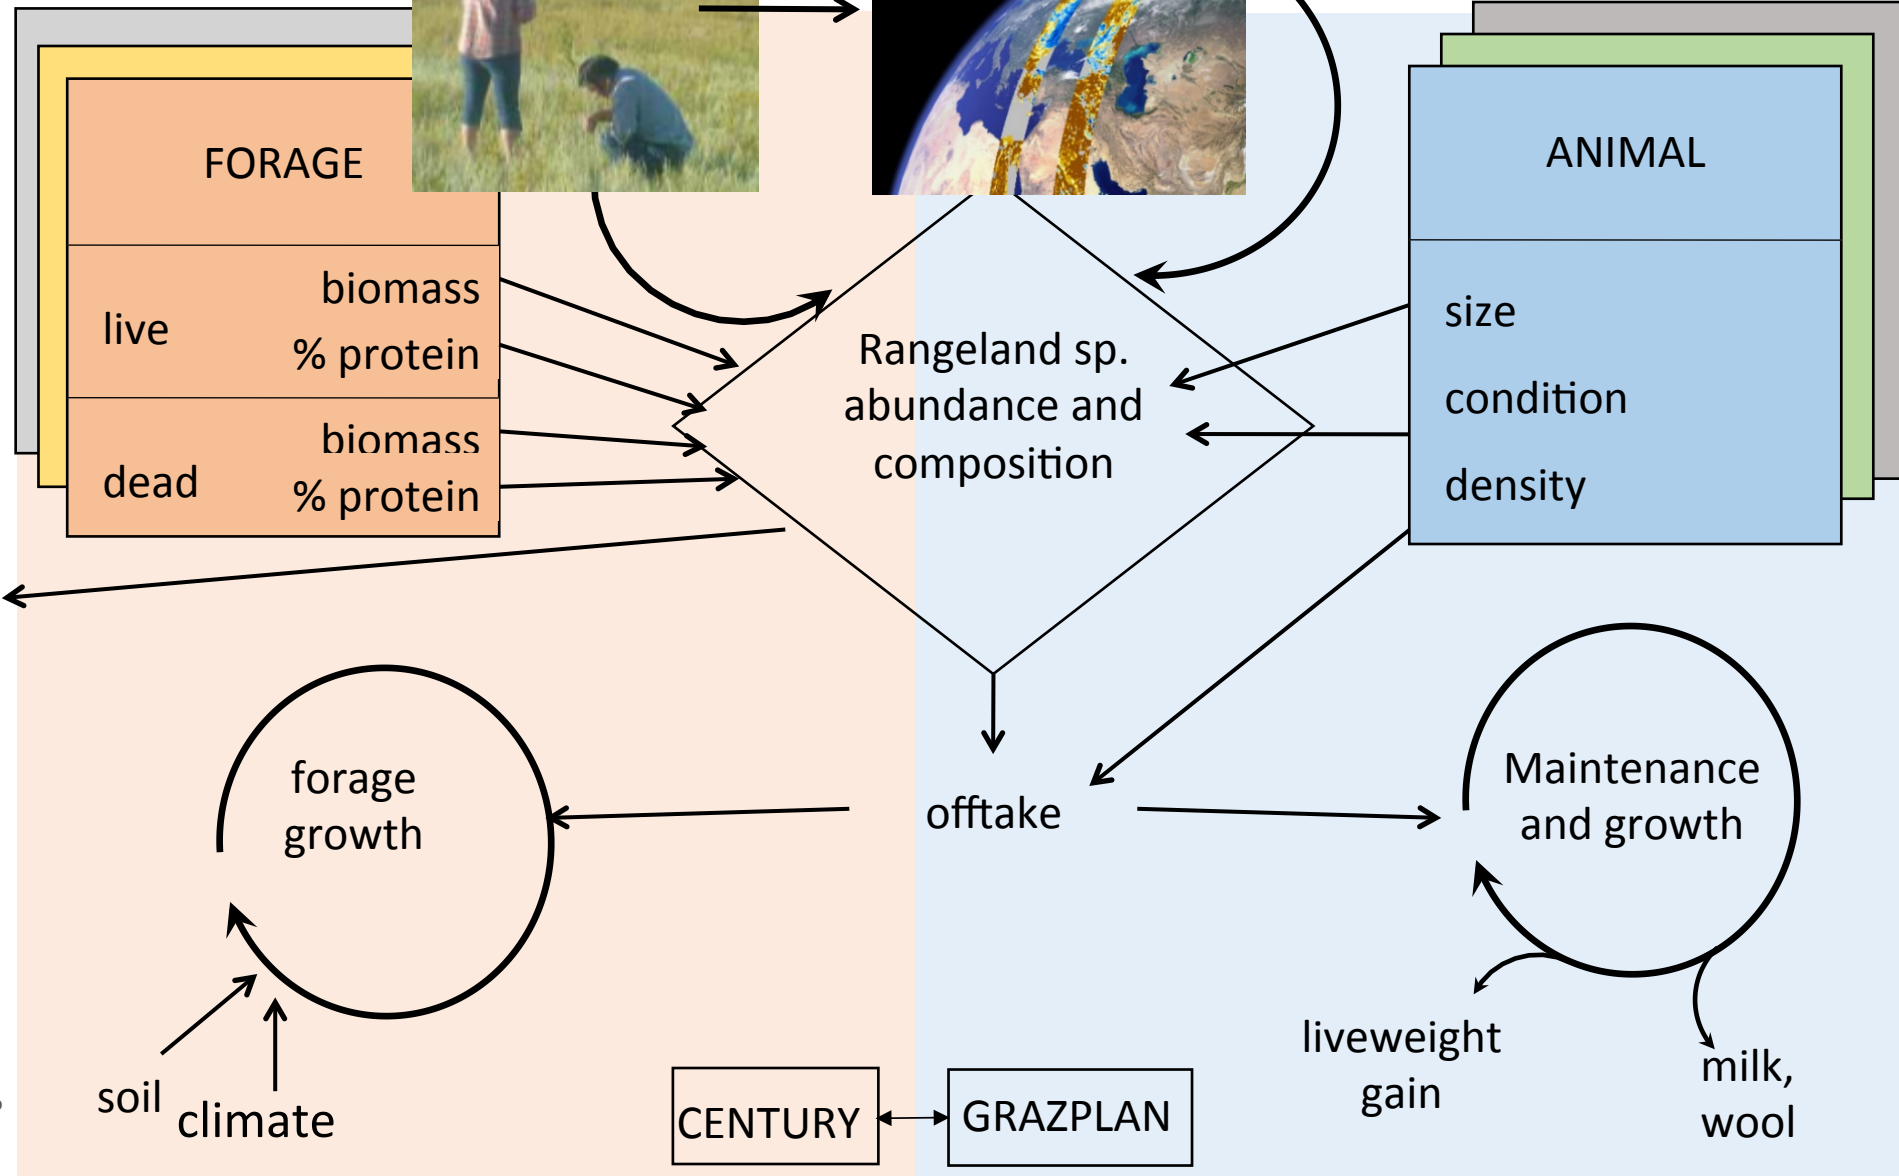 FORAGE
live
biomass
% protein
dead
biomass
% protein
Rangeland sp.
abundance and
composition
ANIMAL
size
condition
density
forage
growth
offtake
Maintenance
and growth
soil
climate
CENTURY
GRAZPLAN
liveweight
gain
milk,
wool